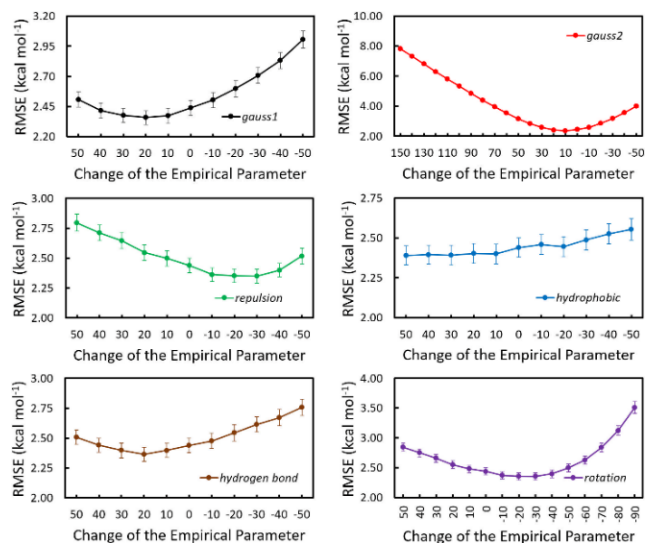 3.20
2.95
2.70
2.45
2.20
RMSE (kcal mol⁻¹)
gauss1
50 40 30 20 10 0 -10 -20 -30 -40 -50
Change of the Empirical Parameter
10.00
8.00
6.00
4.00
2.00
RMSE (kcal mol⁻¹)
gauss2
150 130 110 90 70 50 30 10 -10 -30 -50
Change of the Empirical Parameter
3.00
2.75
2.50
2.25
2.00
RMSE (kcal mol⁻¹)
repulsion
50 40 30 20 10 0 -10 -20 -30 -40 -50
Change of the Empirical Parameter
2.75
2.50
2.25
2.00
RMSE (kcal mol⁻¹)
hydrophobic
50 40 30 20 10 0 -10 -20 -30 -40 -50
Change of the Empirical Parameter
3.00
2.75
2.50
2.25
2.00
RMSE (kcal mol⁻¹)
hydrogen bond
50 40 30 20 10 0 -10 -20 -30 -40 -50
Change of the Empirical Parameter
4.00
3.50
3.00
2.50
2.00
RMSE (kcal mol⁻¹)
rotation
50 40 30 20 10 0 -10 -20 -30 -40 -50 -60 -70 -80 -90
Change of the Empirical Parameter